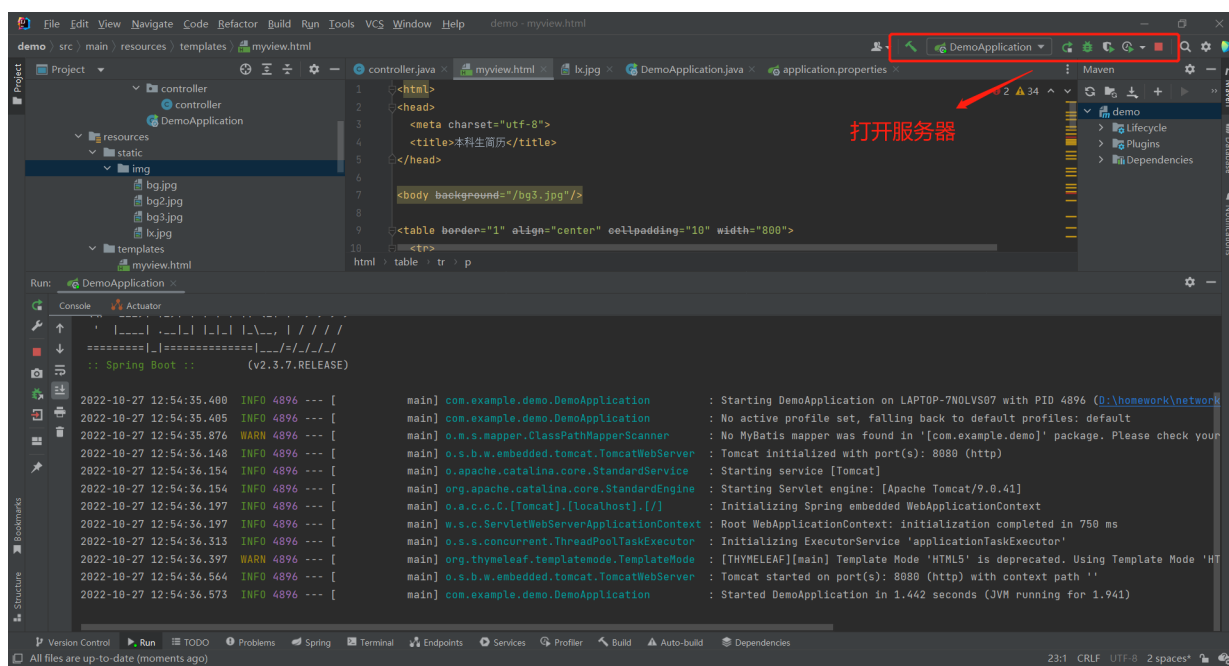 File Edit View Navigate Code Refactor Build Run Tools VCS Window Help demo - myview.html
demo > src > main > resources > templates > myview.html
DemoApplication
Project
controller.java × myview.html × lx.jpg × DemoApplication.java × application.properties ×
Maven
controller
controller
DemoApplication
resources
static
img
bg.jpg
bg2.jpg
bg3.jpg
lx.jpg
templates
myview.html
1 <html>
2 <head>
3 <meta charset="utf-8">
4 <title>本科生简历</title>
5 </head>
6
7 <body background="/bg3.jpg"/>
8
9 <table border="1" align="center" cellpadding="10" width="800">
10 <tr>
html > table > tr > p
2 34
打开服务器
demo
Lifecycle
Plugins
Dependencies
Run: DemoApplication ×
Console Actuator
' |____| .__|_| |_|_| |_\__, | / / / /
=========|_|==============|___/=/_/_/_/
:: Spring Boot :: (v2.3.7.RELEASE)
2022-10-27 12:54:35.400 INFO 4896 --- [ main] com.example.demo.DemoApplication : Starting DemoApplication on LAPTOP-7NOLVS07 with PID 4896 (D:\homework\network
2022-10-27 12:54:35.405 INFO 4896 --- [ main] com.example.demo.DemoApplication : No active profile set, falling back to default profiles: default
2022-10-27 12:54:35.876 WARN 4896 --- [ main] o.m.s.mapper.ClassPathMapperScanner : No MyBatis mapper was found in '[com.example.demo]' package. Please check your
2022-10-27 12:54:36.148 INFO 4896 --- [ main] o.s.b.w.embedded.tomcat.TomcatWebServer : Tomcat initialized with port(s): 8080 (http)
2022-10-27 12:54:36.154 INFO 4896 --- [ main] o.apache.catalina.core.StandardService : Starting service [Tomcat]
2022-10-27 12:54:36.154 INFO 4896 --- [ main] org.apache.catalina.core.StandardEngine : Starting Servlet engine: [Apache Tomcat/9.0.41]
2022-10-27 12:54:36.197 INFO 4896 --- [ main] o.a.c.c.C.[Tomcat].[localhost].[/] : Initializing Spring embedded WebApplicationContext
2022-10-27 12:54:36.197 INFO 4896 --- [ main] w.s.c.ServletWebServerApplicationContext : Root WebApplicationContext: initialization completed in 750 ms
2022-10-27 12:54:36.313 INFO 4896 --- [ main] o.s.s.concurrent.ThreadPoolTaskExecutor : Initializing ExecutorService 'applicationTaskExecutor'
2022-10-27 12:54:36.397 WARN 4896 --- [ main] org.thymeleaf.templatemode.TemplateMode : [THYMELEAF][main] Template Mode 'HTML5' is deprecated. Using Template Mode 'HT
2022-10-27 12:54:36.564 INFO 4896 --- [ main] o.s.b.w.embedded.tomcat.TomcatWebServer : Tomcat started on port(s): 8080 (http) with context path ''
2022-10-27 12:54:36.573 INFO 4896 --- [ main] com.example.demo.DemoApplication : Started DemoApplication in 1.442 seconds (JVM running for 1.941)
Project
Bookmarks
Structure
Version Control Run TODO Problems Spring Terminal Endpoints Services Profiler Build Auto-build Dependencies
All files are up-to-date (moments ago)
23:1 CRLF UTF-8 2 spaces*